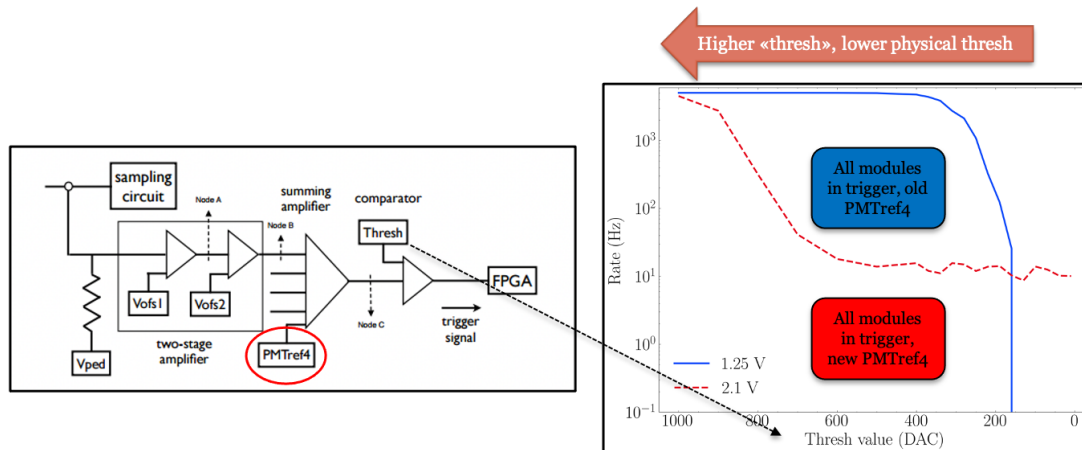 Higher «thresh», lower physical thresh
sampling
circuit
Node A
summing
amplifier
Node B
comparator
Thresh
Vofs1
Vofs2
FPGA
Node C
trigger
signal
two-stage
amplifier
PMTref4
Vped
10³
10²
10¹
10⁰
10⁻¹
Rate (Hz)
All modules
in trigger, old
PMTref4
All modules
in trigger,
new PMTref4
1.25 V
2.1 V
1000
800
600
400
200
0
Thresh value (DAC)